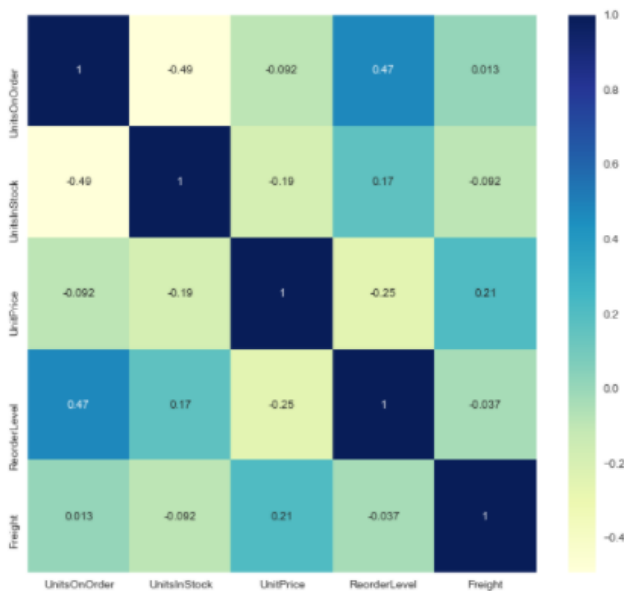 UnitsOnOrder 1 -0.49 -0.092 0.47 0.013
UnitsInStock -0.49 1 -0.19 0.17 -0.092
UnitPrice -0.092 -0.19 1 -0.25 0.21
ReorderLevel 0.47 0.17 -0.25 1 -0.037
Freight 0.013 -0.092 0.21 -0.037 1
UnitsOnOrder UnitsInStock UnitPrice ReorderLevel Freight
1.0
0.8
0.6
0.4
0.2
0.0
-0.2
-0.4